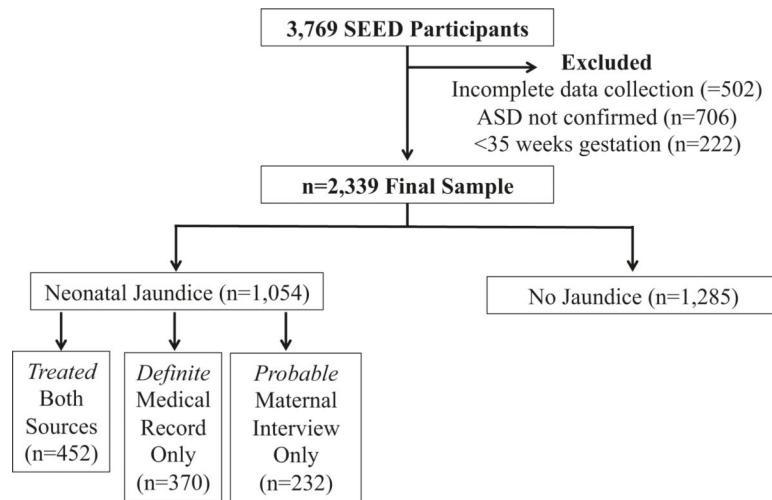 3,769 SEED Participants
Excluded
Incomplete data collection (=502)
ASD not confirmed (n=706)
<35 weeks gestation (n=222)
n=2,339 Final Sample
Neonatal Jaundice (n=1,054)
No Jaundice (n=1,285)
Treated
Both
Sources
(n=452)
Definite
Medical
Record
Only
(n=370)
Probable
Maternal
Interview
Only
(n=232)